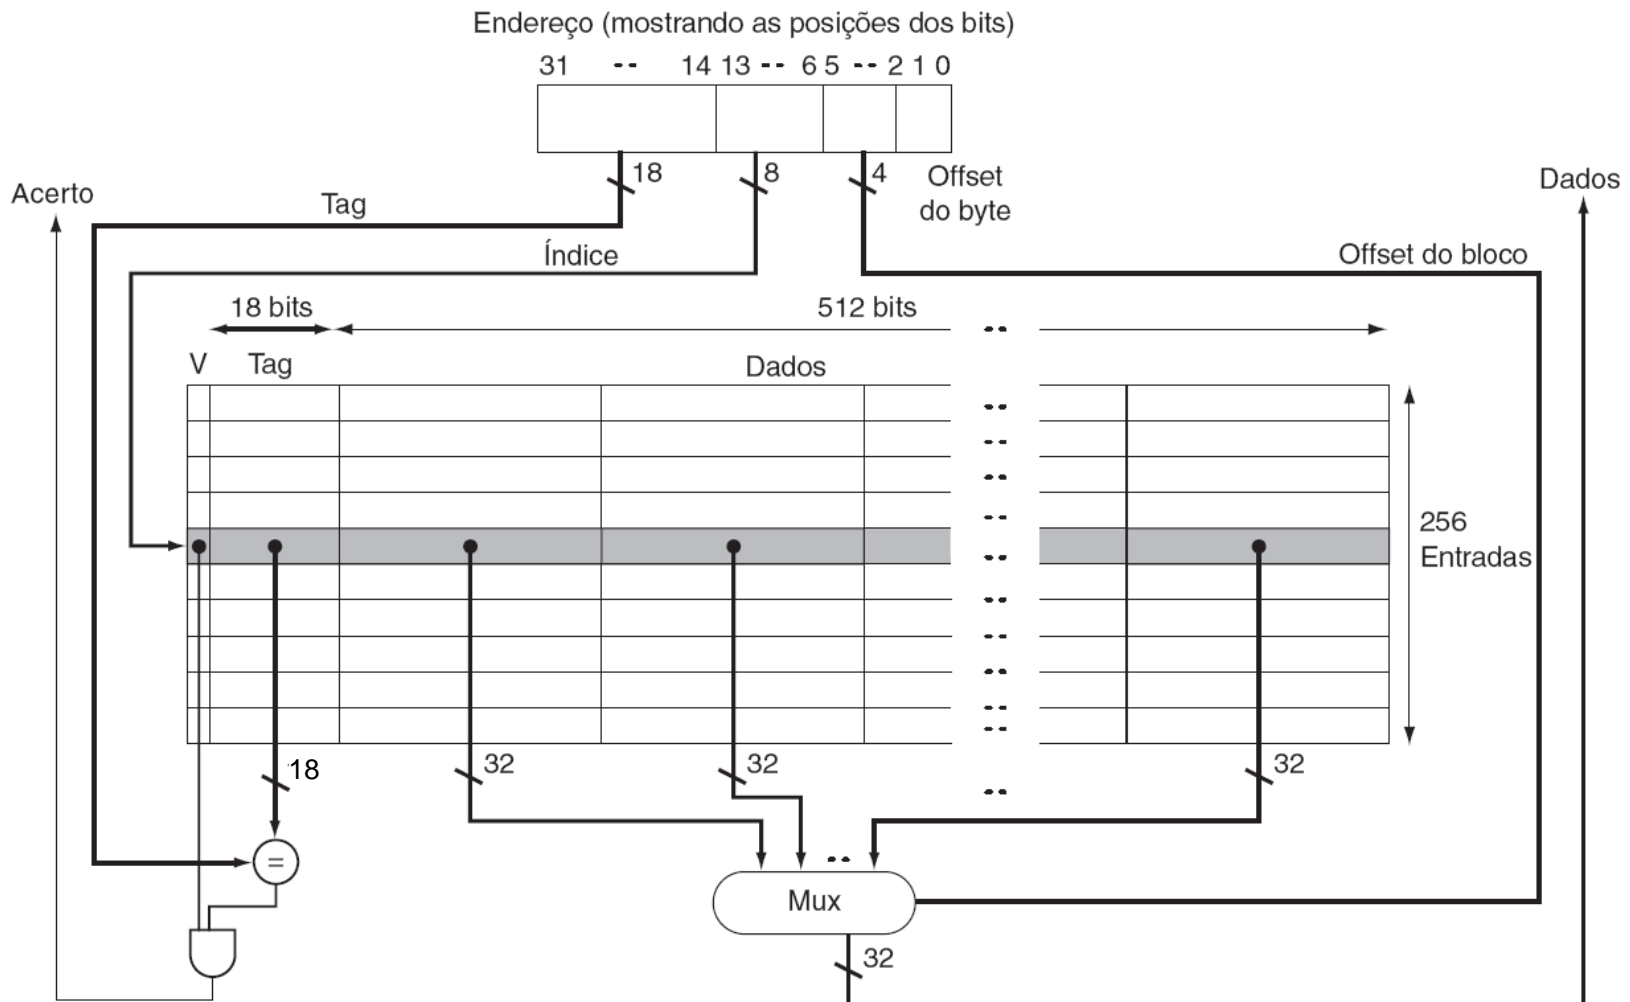 Endereço (mostrando as posições dos bits)
31 -- 14 13 -- 6 5 -- 2 1 0
18 8 4 Offset
do byte
Acerto
Dados
Tag
Índice
Offset do bloco
18 bits
512 bits
--
V Tag Dados
--
--
--
--
--
--
--
--
--
--
--
256
Entradas
18 32 32 32
--
--
=
Mux
32